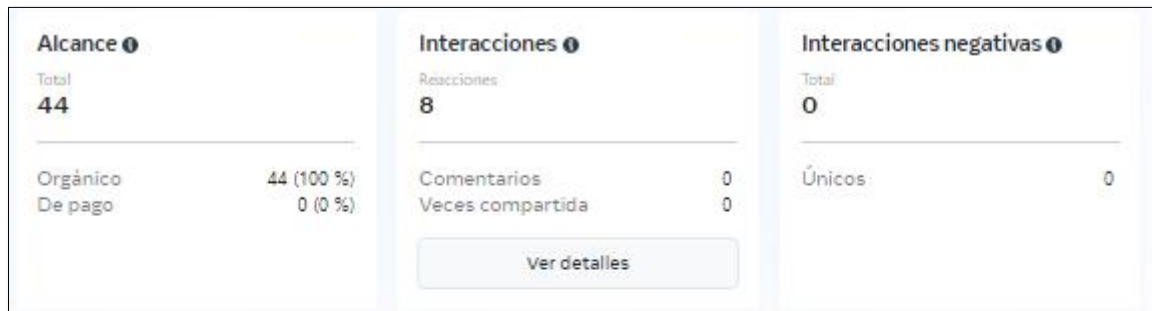 Alcance
Total
44
Orgánico 44 (100 %)
De pago 0 (0 %)
Interacciones
Reacciones
8
Comentarios 0
Veces compartida 0
Ver detalles
Interacciones negativas
Total
0
Únicos 0